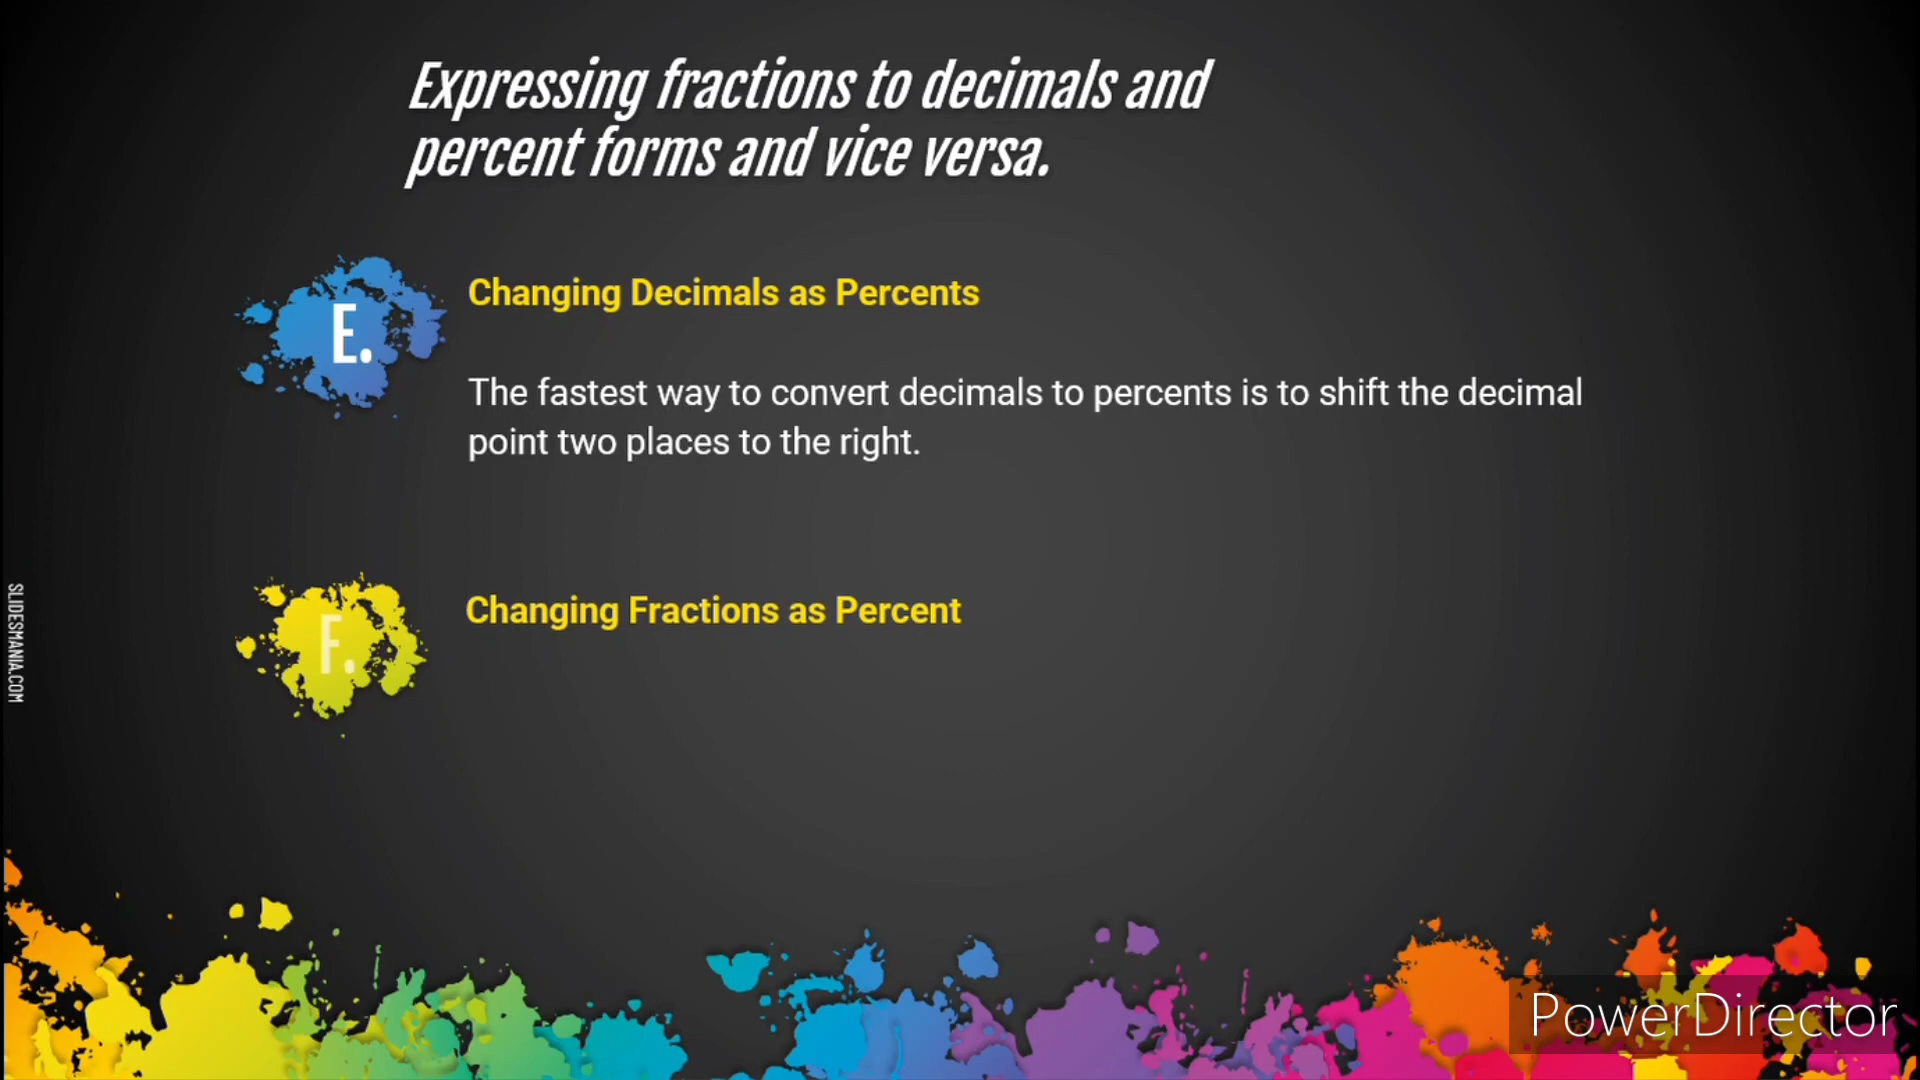 Expressing fractions to decimals and
percent forms and vice versa.
E.
Changing Decimals as Percents
The fastest way to convert decimals to percents is to shift the decimal
point two places to the right.
F.
Changing Fractions as Percent
SLIDESMANIA.COM
PowerDirector